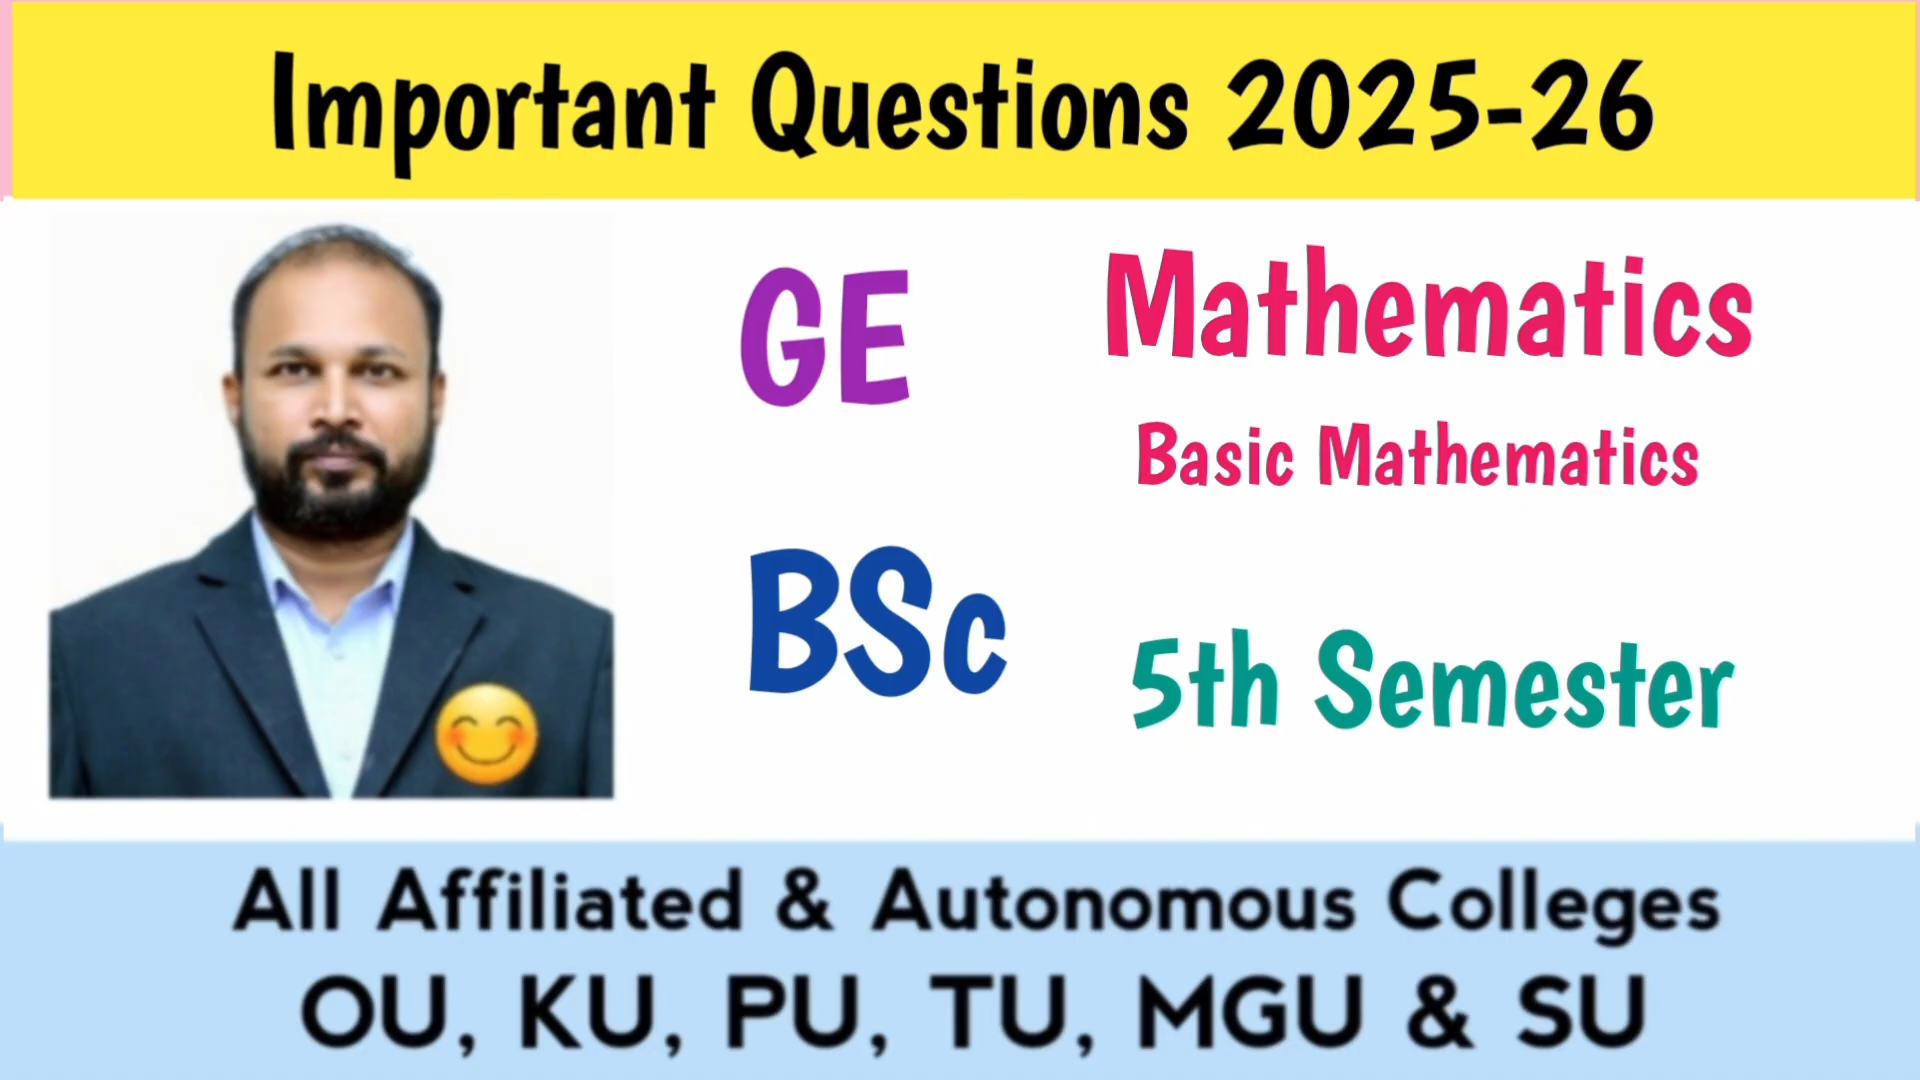 Important Questions 2025-26
GE
Mathematics
Basic Mathematics
BSc
5th Semester
All Affiliated & Autonomous Colleges
OU, KU, PU, TU, MGU & SU